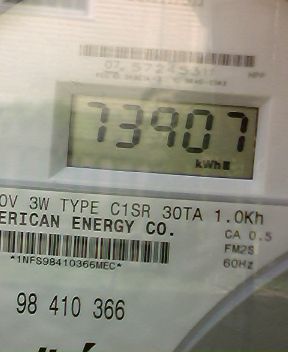 73907
kWh
0V 3W TYPE C1SR 30TA 1.0Kh
ERICAN ENERGY CO.
CA 0.5
FM2S
*1NFS98410366MEC*
60Hz
98 410 366